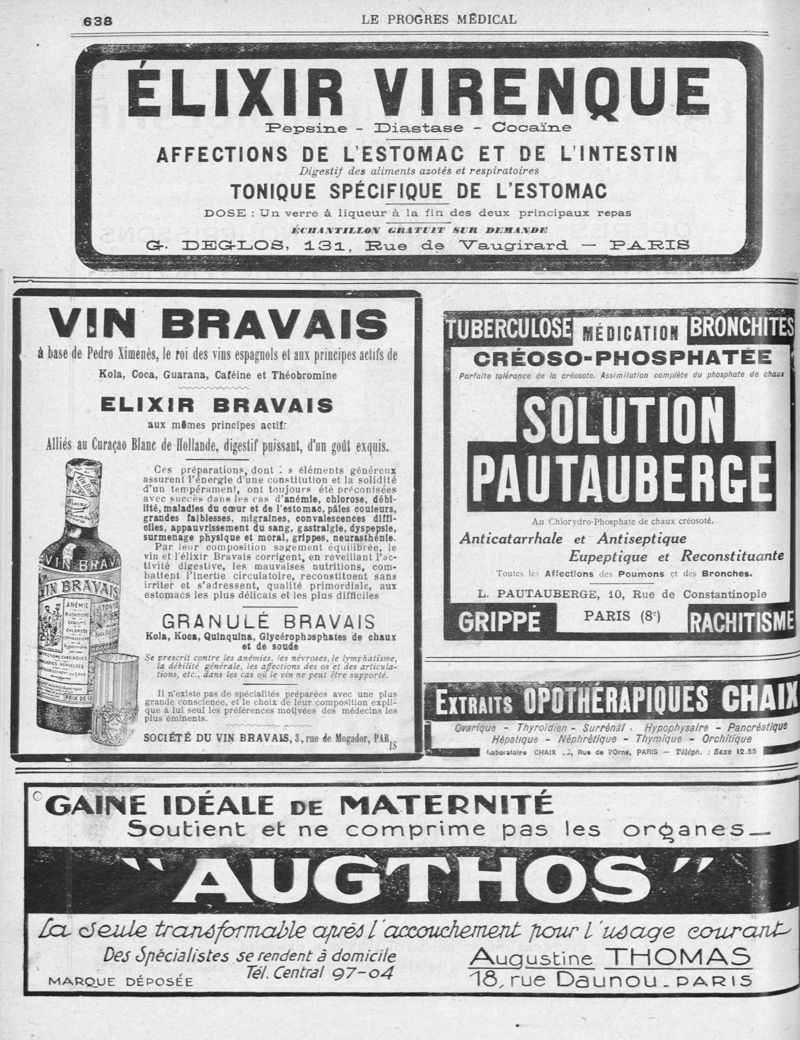 638
LE PROGRES MÉDICAL
ÉLIXIR VIRENQUE
Pepsine - Diastase - Cocaïne
AFFECTIONS DE L'ESTOMAC ET DE L'INTESTIN
Digestif des aliments azotés et respiratoires
TONIQUE SPÉCIFIQUE DE L'ESTOMAC
DOSE : Un verre à liqueur à la fin des deux principaux repas
ÉCHANTILLON GRATUIT SUR DEMANDE
G. DEGLOS, 131, Rue de Vaugirard — PARIS
VIN BRAVAIS
à base de Pedro Ximenès, le roi des vins espagnols et aux principes actifs de
Kola, Coca, Guarana, Caféine et Théobromine
ELIXIR BRAVAIS
aux mêmes principes actif:
Alliés au Curaçao Blanc de Hollande, digestif puissant, d'un goût exquis.
Ces préparations, dont : s éléments généreux
assurent l'énergie d'une constitution et la solidité
d'un tempérament, ont toujours été préconisées
avec succès dans les cas d'anémie, chlorose, débi-
lité, maladies du cœur et de l'estomac, pâles couleurs,
grandes faiblesses, migraines, convalescences diffi-
ciles, appauvrissement du sang, gastralgie, dyspepsie,
surmenage physique et moral, grippes, neurasthénie.
Par leur composition sagement équilibrée, le
vin et l'élixir Bravais corrigent, en réveillant l'ac-
tivité digestive, les mauvaises nutritions, com-
battent l'inertie circulatoire, reconstituent sans
irriter et s'adressent, qualité primordiale, aux
estomacs les plus délicats et les plus difficiles
VIN BRAVAIS
VIN BRAVAIS
ANÉMIE
GRANULÉ BRAVAIS
Kola, Koca, Quinquina, Glycérophosphates de chaux
et de soude
Se prescrit contre les anémies, les névroses, le lymphatisme,
la débilité générale, les affections des os et des articula-
tions, etc., dans les cas où le vin ne peut être supporté.
Il n'existe pas de spécialités préparées avec une plus
grande conscience, et le choix de leur composition expli-
que à lui seul les préférences motivées des médecins les
plus éminents.
SOCIÉTÉ DU VIN BRAVAIS, 3, rue de Mogador, PAR
IS
TUBERCULOSE MÉDICATION BRONCHITES
CRÉOSO-PHOSPHATÉE
Parfaite tolérance de la créosote. Assimilation complète du phosphate de chaux
SOLUTION
PAUTAUBERGE
Au Chlorydro-Phosphate de chaux créosoté.
Anticatarrhale et Antiseptique
Eupeptique et Reconstituante
Toutes les Affections des Poumons et des Bronches.
L. PAUTAUBERGE, 10, Rue de Constantinople
GRIPPE PARIS (8e) RACHITISME
EXTRAITS OPOTHÉRAPIQUES CHAIX
Ovarique - Thyroïdien - Surrénal - Hypophysaire - Pancréatique
Hépatique - Néphrétique - Thymique - Orchitique
Laboratoire CHAIX Rue de l'Orne, PARIS - Téléph. : Saxe 12.55
GAINE IDÉALE DE MATERNITÉ
Soutient et ne comprime pas les organes_
"AUGTHOS"
La seule transformable après l'accouchement pour l'usage courant
Des Spécialistes se rendent à domicile
Tél. Central 97-04
MARQUE DÉPOSÉE
Augustine THOMAS
18, rue Daunou_PARIS